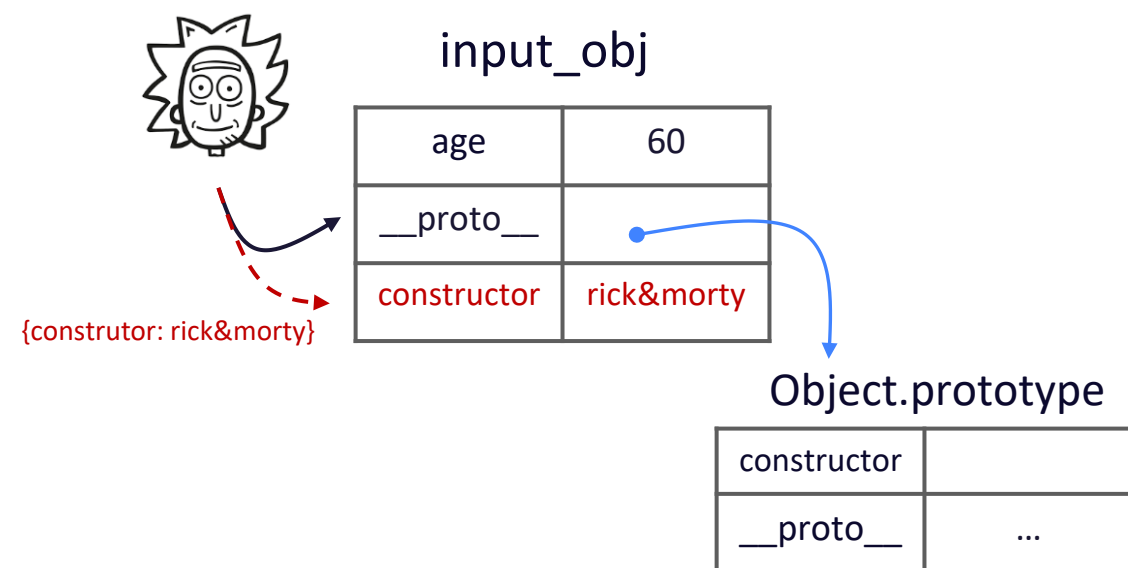 input_obj
age 60
__proto__
constructor rick&morty
{construtor: rick&morty}
Object.prototype
constructor
__proto__ ...